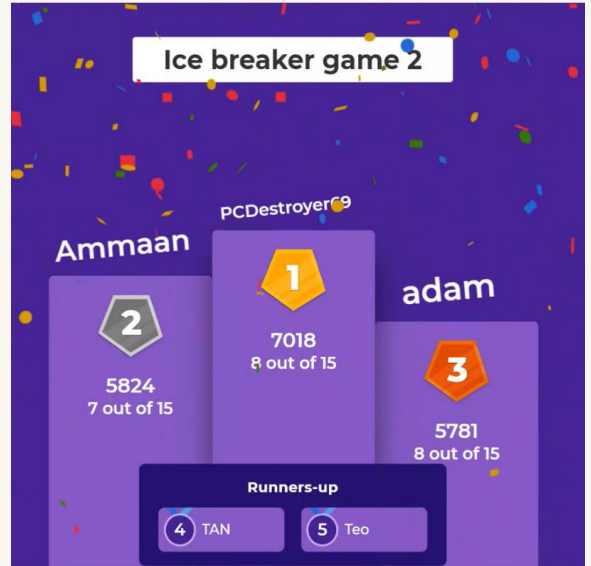 Ice breaker game 2
PCDestroyer69
Ammaan
adam
1
7018
8 out of 15
2
5824
7 out of 15
3
5781
8 out of 15
Runners-up
4 TAN
5 Teo